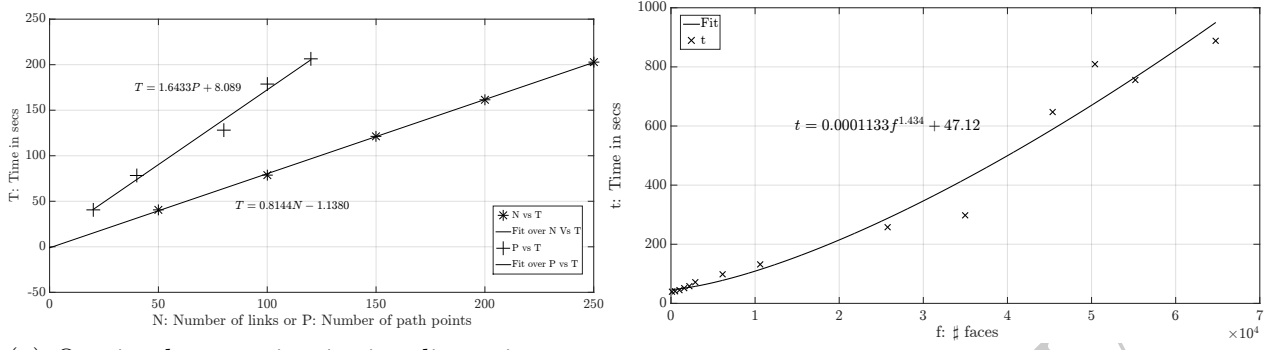 250
200
150
100
50
0
-50
0
50
100
150
200
250
T: Time in secs
N: Number of links or P: Number of path points
T = 1.6433P + 8.089
T = 0.8144N − 1.1380
N vs T
Fit over N Vs T
P vs T
Fit over P vs T
1000
800
600
400
200
0
0
1
2
3
4
5
6
7
×10⁴
t: Time in secs
f: ♯ faces
Fit
t
t = 0.0001133f^1.434 + 47.12